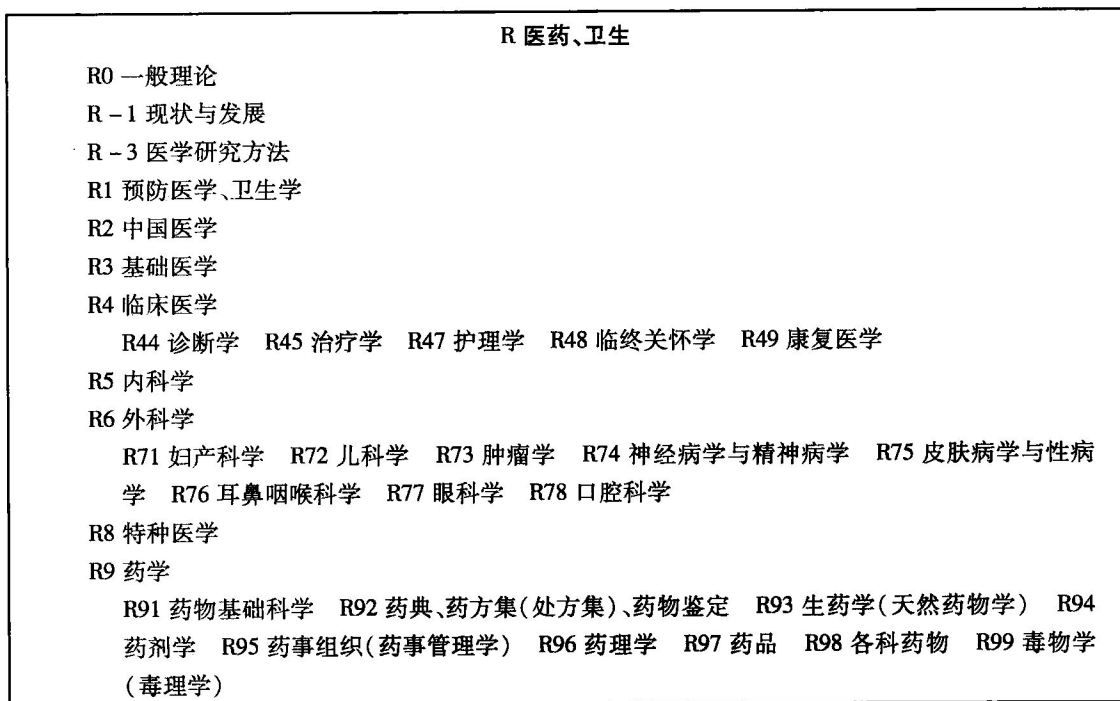 R 医药、卫生
R0 一般理论
R-1 现状与发展
R-3 医学研究方法
R1 预防医学、卫生学
R2 中国医学
R3 基础医学
R4 临床医学
R44 诊断学 R45 治疗学 R47 护理学 R48 临终关怀学 R49 康复医学
R5 内科学
R6 外科学
R71 妇产科学 R72 儿科学 R73 肿瘤学 R74 神经病学与精神病学 R75 皮肤病学与性病
学 R76 耳鼻咽喉科学 R77 眼科学 R78 口腔科学
R8 特种医学
R9 药学
R91 药物基础科学 R92 药典、药方集(处方集)、药物鉴定 R93 生药学(天然药物学) R94
药剂学 R95 药事组织(药事管理学) R96 药理学 R97 药品 R98 各科药物 R99 毒物学
(毒理学)